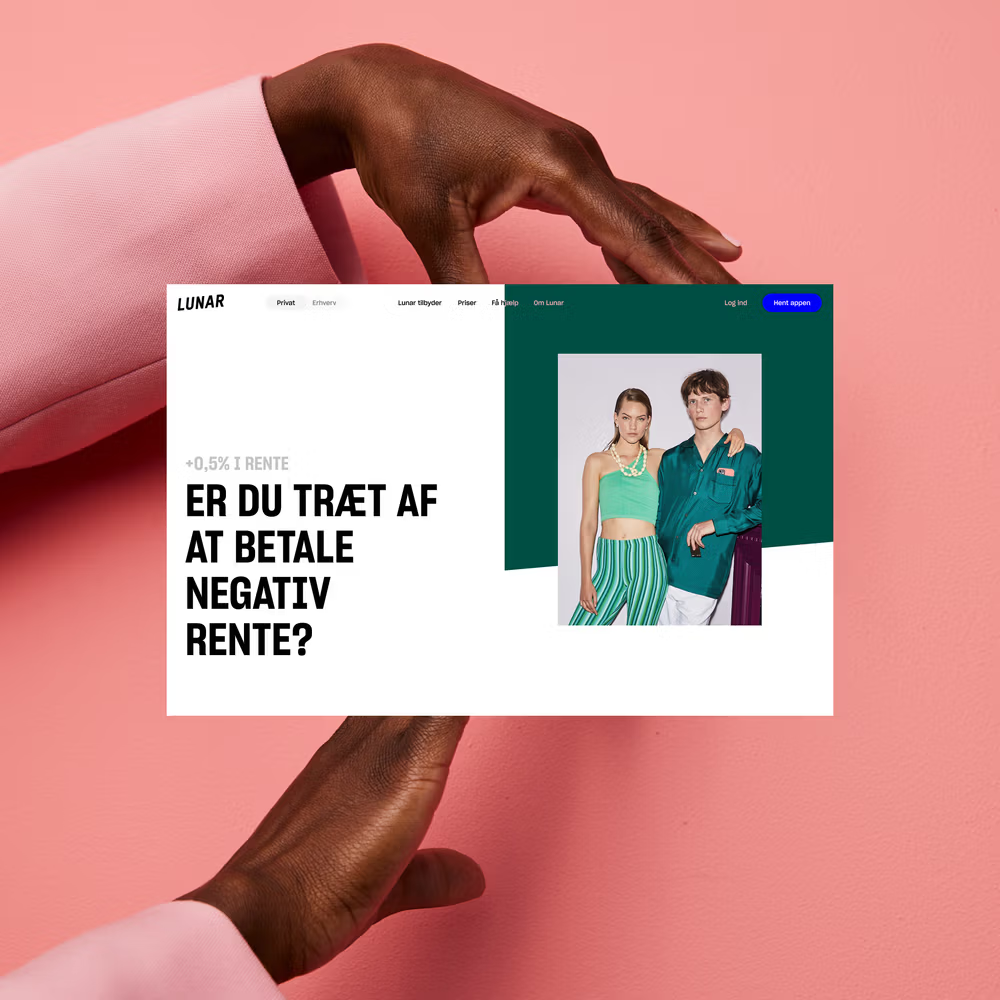 LUNAR
Privat Erhverv
Lunar tilbyder Priser Få hjælp Om Lunar
Log ind Hent appen
+0,5% I RENTE
ER DU TRÆT AF
AT BETALE
NEGATIV
RENTE?